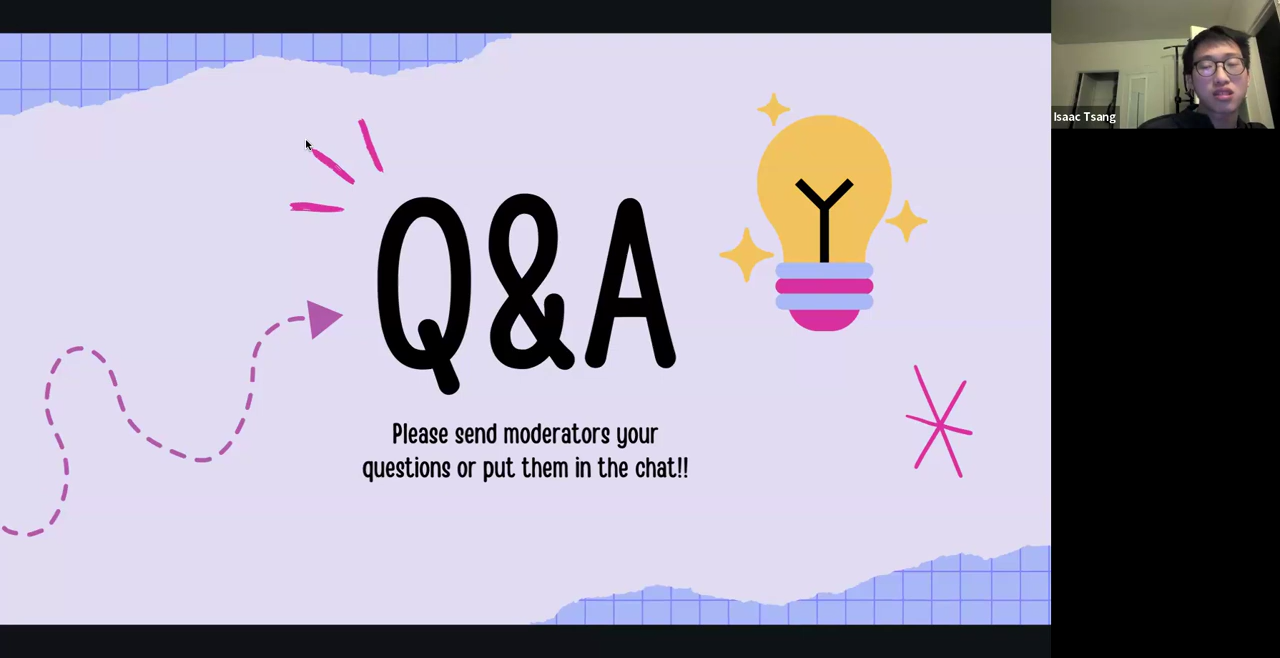 Q&A
Please send moderators your
questions or put them in the chat!!
Isaac Tsang